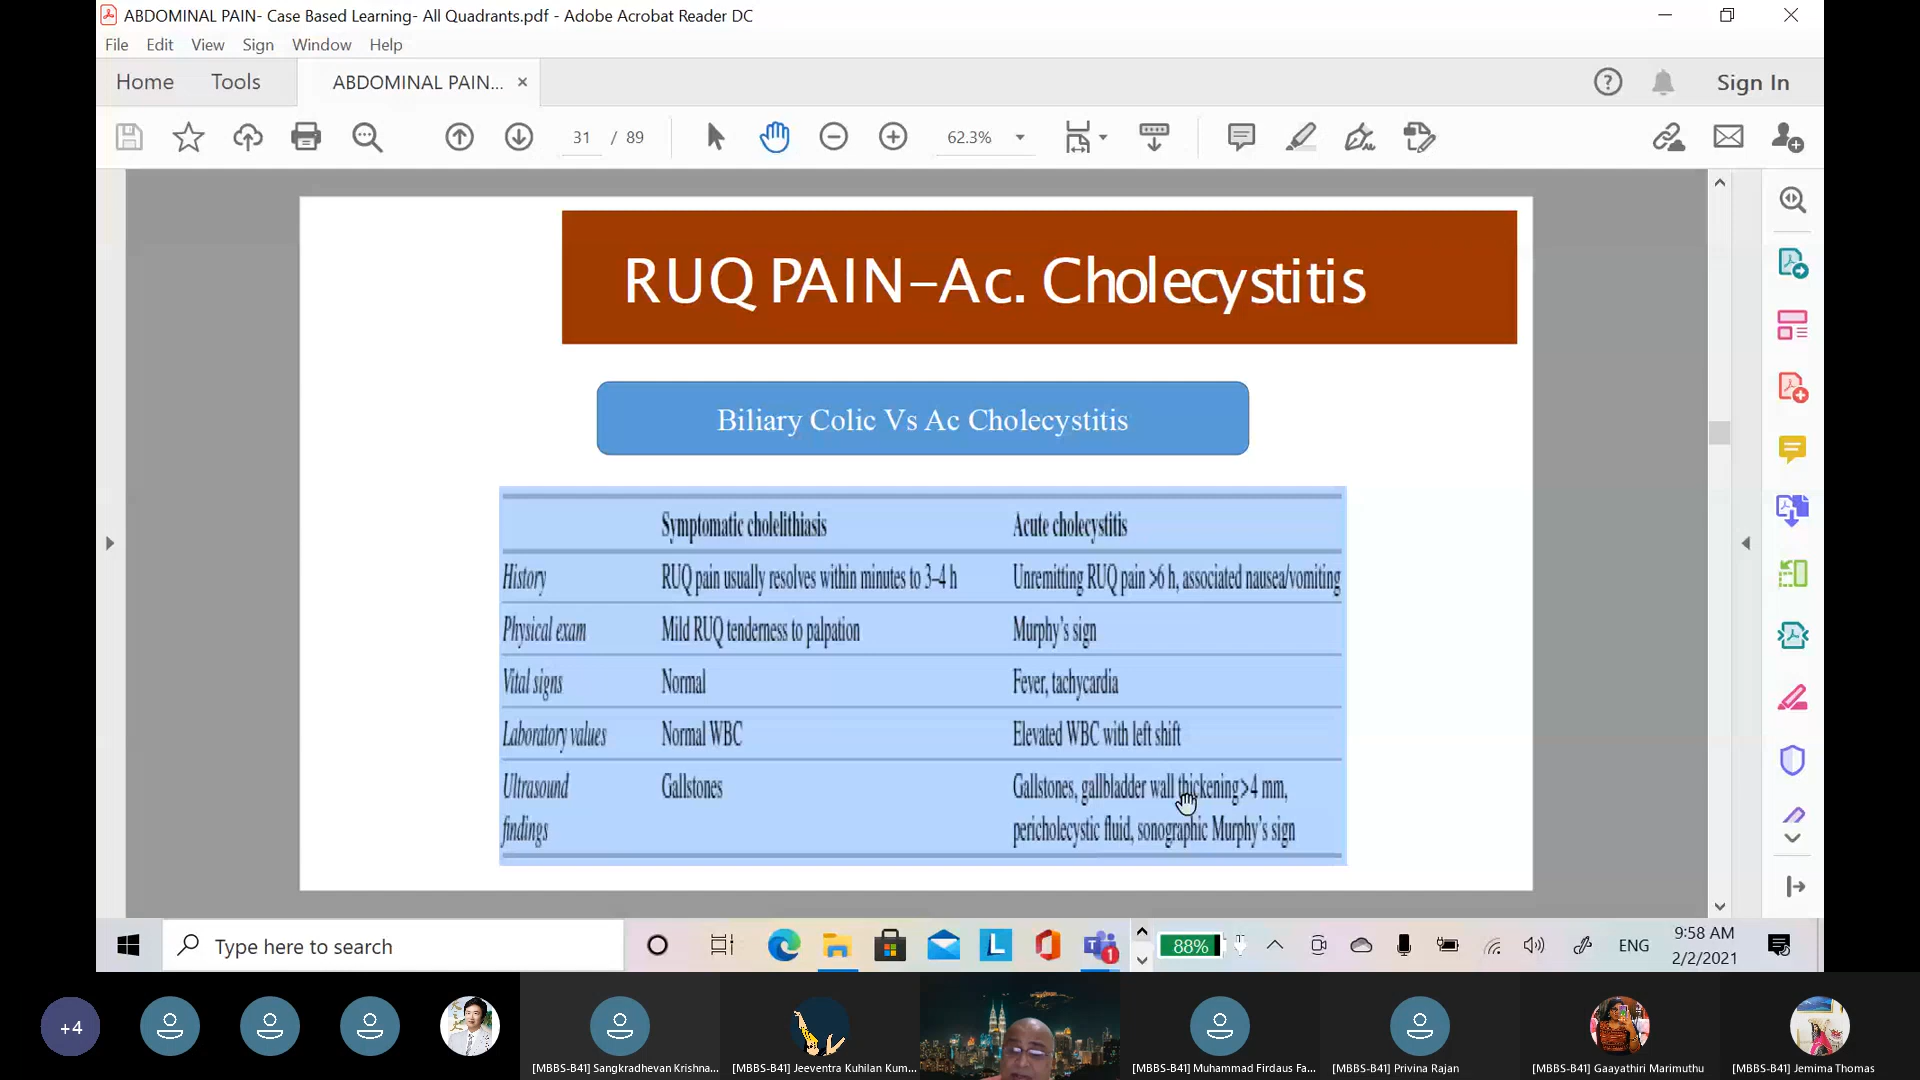 ABDOMINAL PAIN- Case Based Learning- All Quadrants.pdf - Adobe Acrobat Reader DC
File Edit View Sign Window Help
Home Tools ABDOMINAL PAIN... × Sign In
31 / 89 62.3%
RUQ PAIN–Ac. Cholecystitis
Biliary Colic Vs Ac Cholecystitis
Symptomatic cholelithiasis Acute cholecystitis
History RUQ pain usually resolves within minutes to 3–4 h Unremitting RUQ pain >6 h, associated nausea/vomiting
Physical exam Mild RUQ tenderness to palpation Murphy's sign
Vital signs Normal Fever, tachycardia
Laboratory values Normal WBC Elevated WBC with left shift
Ultrasound Gallstones Gallstones, gallbladder wall thickening>4 mm,
findings pericholecystic fluid, sonographic Murphy's sign
Type here to search 88% ENG 9:58 AM
2/2/2021
+4
[MBBS-B41] Sangkradhevan Krishna... [MBBS-B41] Jeeventra Kuhilan Kum... [MBBS-B41] Muhammad Firdaus Fa... [MBBS-B41] Privina Rajan [MBBS-B41] Gaayathiri Marimuthu [MBBS-B41] Jemima Thomas